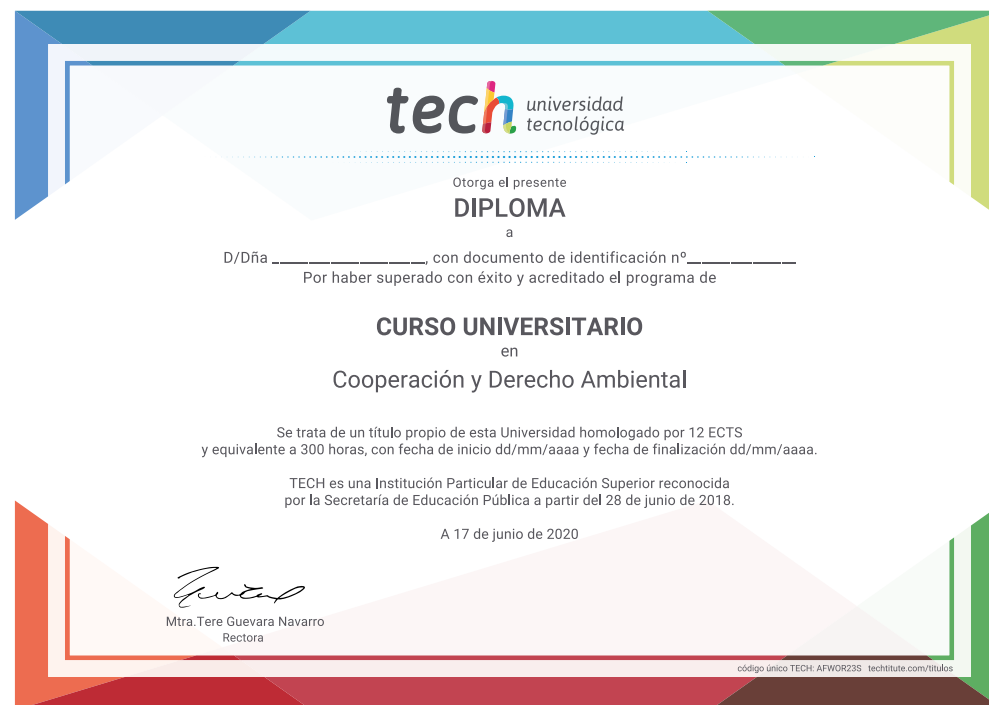 tech universidad
tecnológica
Otorga el presente
DIPLOMA
a
D/Dña ____________________, con documento de identificación nº______________
Por haber superado con éxito y acreditado el programa de
CURSO UNIVERSITARIO
en
Cooperación y Derecho Ambiental
Se trata de un título propio de esta Universidad homologado por 12 ECTS
y equivalente a 300 horas, con fecha de inicio dd/mm/aaaa y fecha de finalización dd/mm/aaaa.
TECH es una Institución Particular de Educación Superior reconocida
por la Secretaría de Educación Pública a partir del 28 de junio de 2018.
A 17 de junio de 2020
Mtra.Tere Guevara Navarro
Rectora
código único TECH: AFWOR23S techtitute.com/titulos